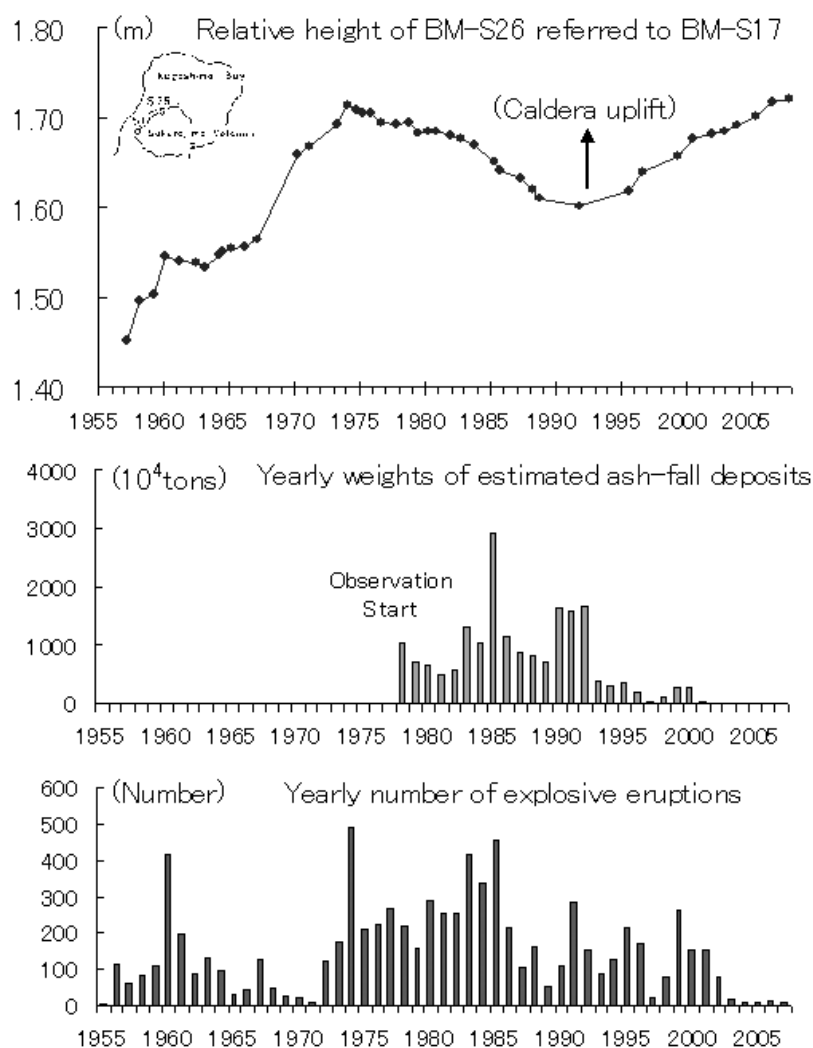 (m) Relative height of BM-S26 referred to BM-S17
1.80
1.70
1.60
1.50
1.40
Kagoshima Bay
(Caldera uplift)
1955 1960 1965 1970 1975 1980 1985 1990 1995 2000 2005
(10⁴tons) Yearly weights of estimated ash-fall deposits
4000
3000
2000
1000
0
Observation
Start
1955 1960 1965 1970 1975 1980 1985 1990 1995 2000 2005
(Number) Yearly number of explosive eruptions
600
500
400
300
200
100
0
1955 1960 1965 1970 1975 1980 1985 1990 1995 2000 2005